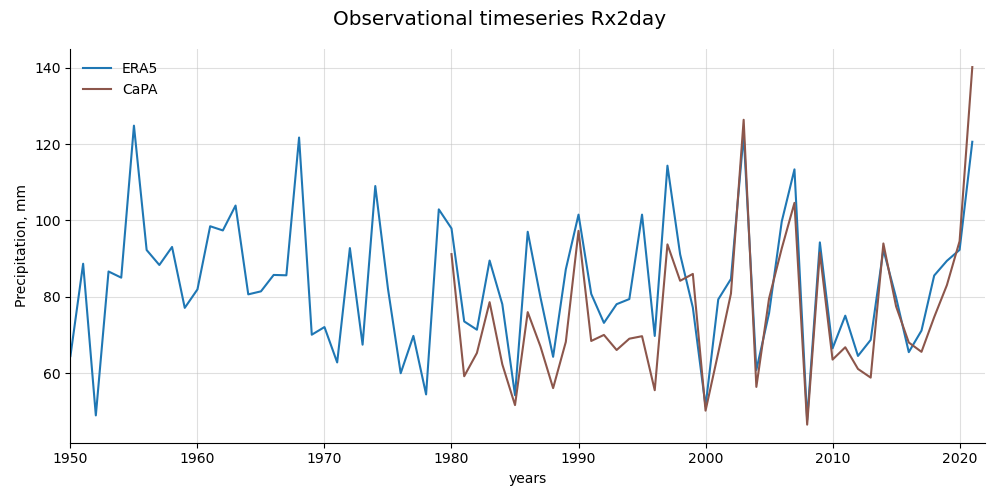 Observational timeseries Rx2day
140
120
100
80
60
Precipitation, mm
ERA5
CaPA
1950 1960 1970 1980 1990 2000 2010 2020
years